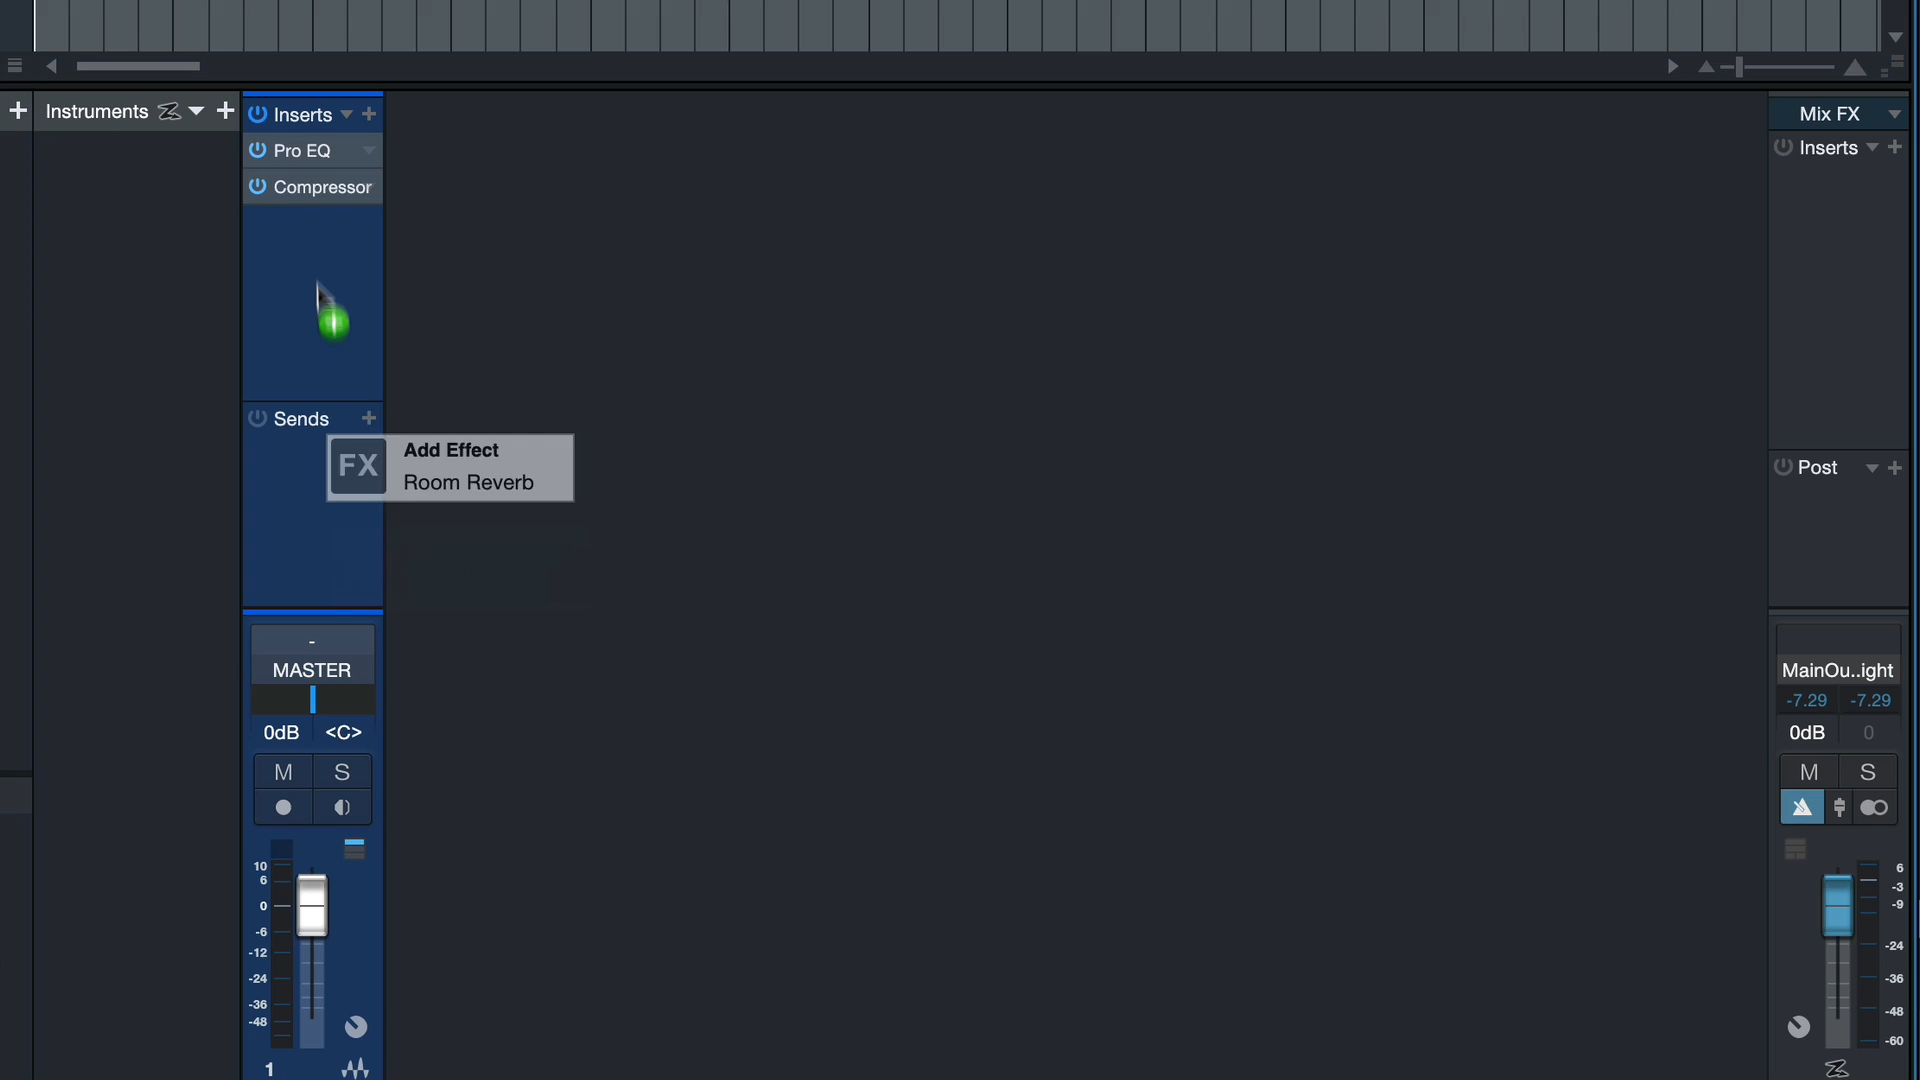 Instruments
Inserts
Pro EQ
Compressor
Sends
FX
Add Effect
Room Reverb
-
MASTER
0dB <C>
M S
10
6
0
-6
-12
-24
-36
-48
1
Mix FX
Inserts
Post
MainOu..ight
-7.29 -7.29
0dB 0
M S
6
-3
-9
-24
-36
-48
-60